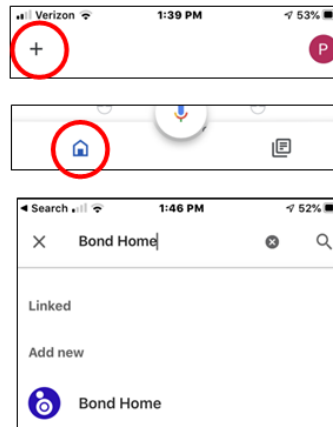 Verizon 1:39 PM 53%
+
P
Search 1:46 PM 52%
Bond Home
Linked
Add new
Bond Home